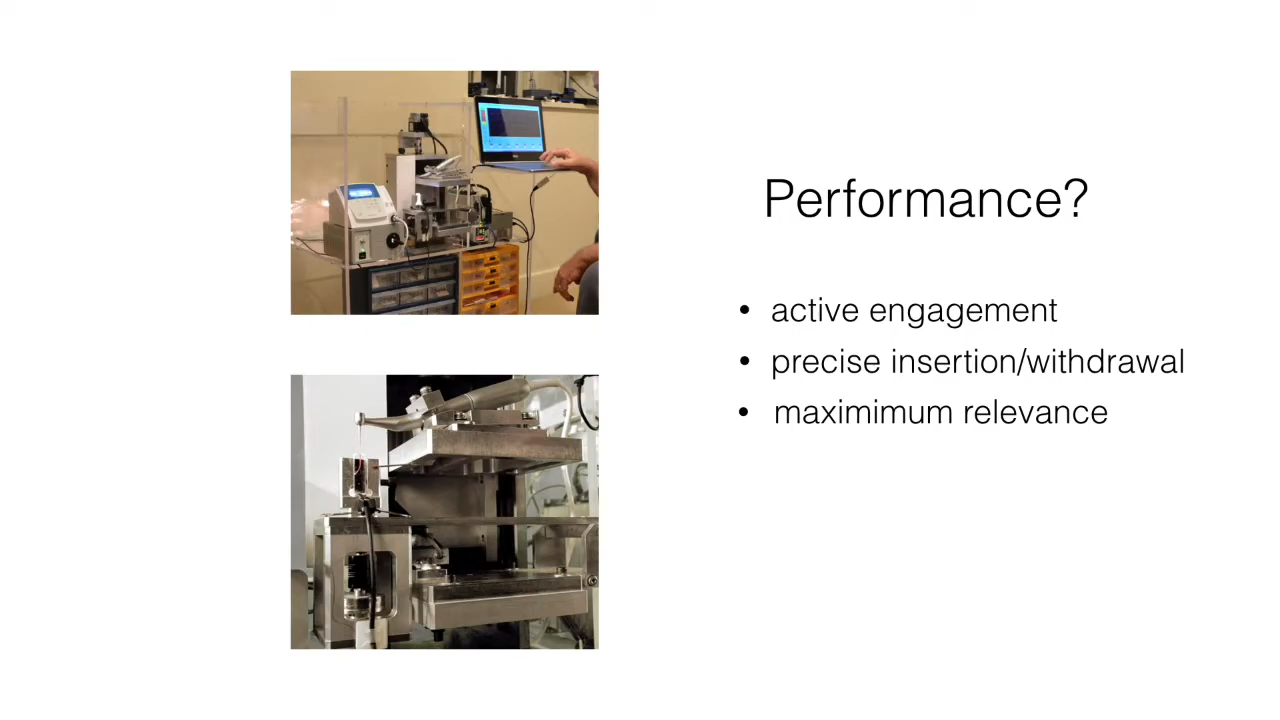 Performance?
• active engagement
• precise insertion/withdrawal
• maximimum relevance